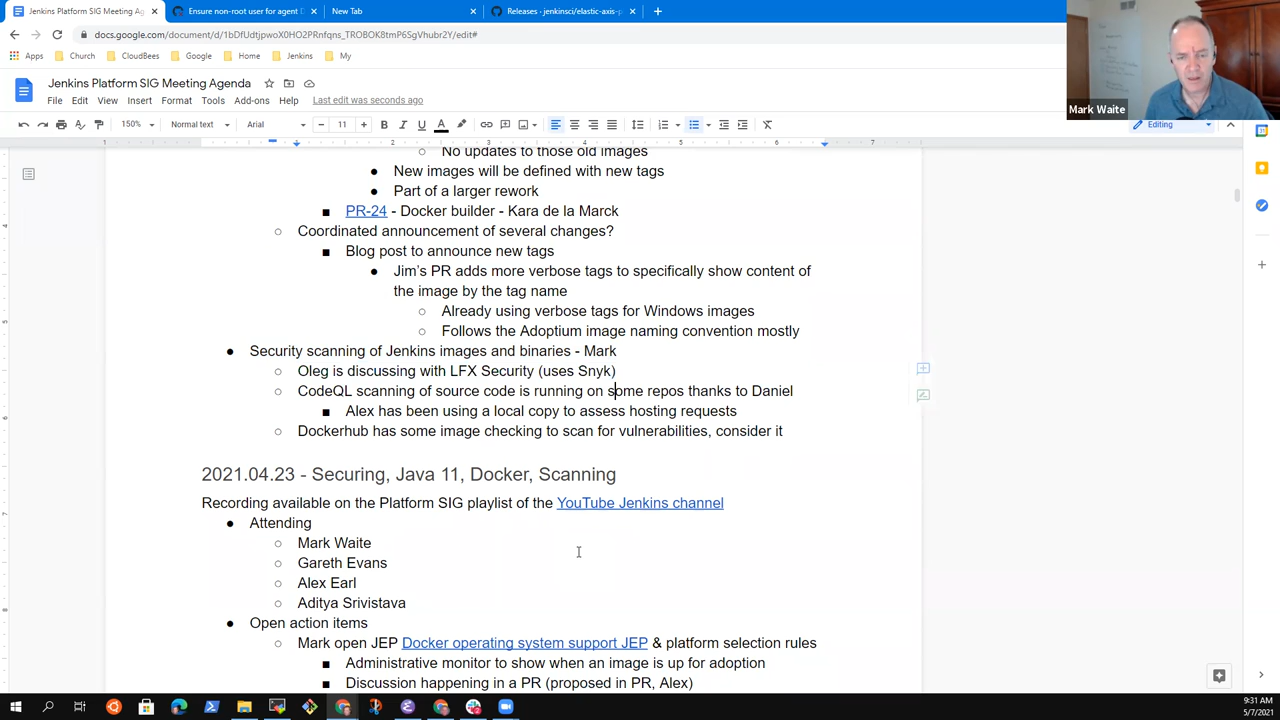 Jenkins Platform SIG Meeting Ag
Ensure non-root user for agent D
New Tab
Releases · jenkinsci/elastic-axis-p
docs.google.com/document/d/1bDfUdtjpwoX0HO2PRnfqns_TROBOK8tmP6SgVhubr2Y/edit#
Apps
Church
CloudBees
Google
Home
Jenkins
My
Jenkins Platform SIG Meeting Agenda
File Edit View Insert Format Tools Add-ons Help Last edit was seconds ago
150% Normal text Arial 11 Editing
Mark Waite
1 1 2 3 4 5 6 7
No updates to those old images
New images will be defined with new tags
Part of a larger rework
PR-24 - Docker builder - Kara de la Marck
Coordinated announcement of several changes?
Blog post to announce new tags
Jim's PR adds more verbose tags to specifically show content of
the image by the tag name
Already using verbose tags for Windows images
Follows the Adoptium image naming convention mostly
Security scanning of Jenkins images and binaries - Mark
Oleg is discussing with LFX Security (uses Snyk)
CodeQL scanning of source code is running on some repos thanks to Daniel
Alex has been using a local copy to assess hosting requests
Dockerhub has some image checking to scan for vulnerabilities, consider it
2021.04.23 - Securing, Java 11, Docker, Scanning
Recording available on the Platform SIG playlist of the YouTube Jenkins channel
Attending
Mark Waite
Gareth Evans
Alex Earl
Aditya Srivistava
Open action items
Mark open JEP Docker operating system support JEP & platform selection rules
Administrative monitor to show when an image is up for adoption
Discussion happening in a PR (proposed in PR, Alex)
9:31 AM
5/7/2021